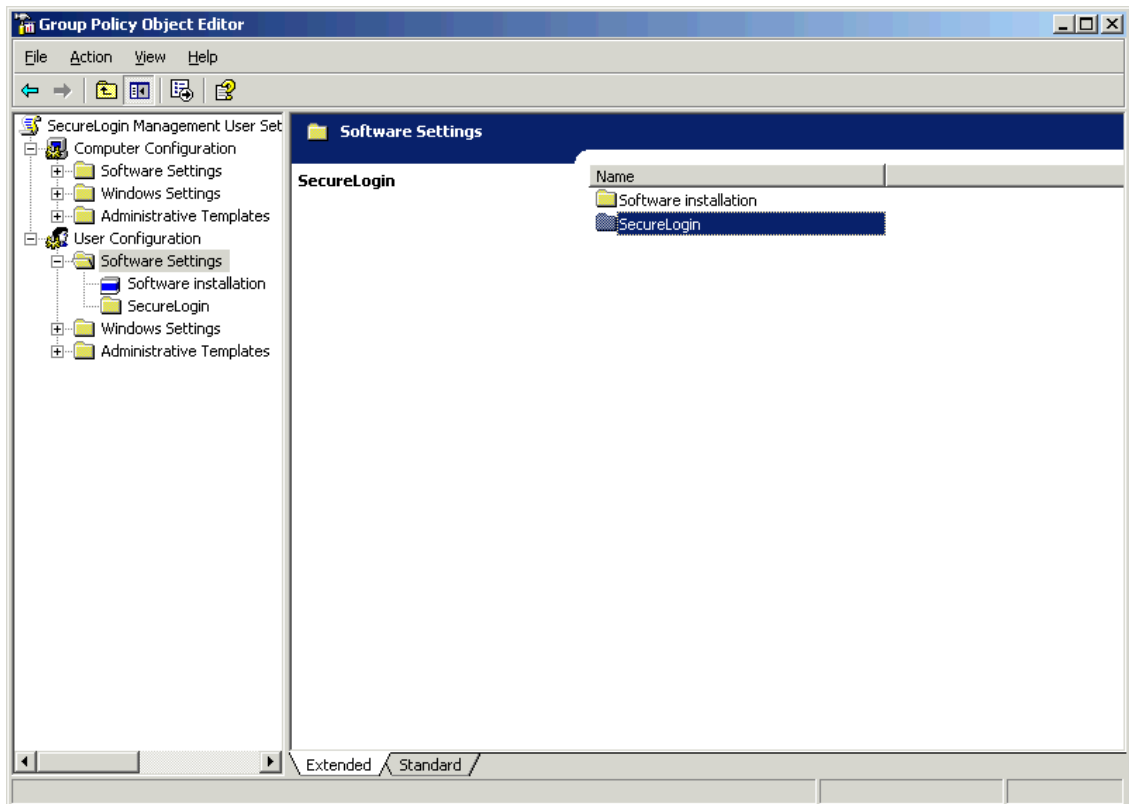 Group Policy Object Editor
File Action View Help
SecureLogin Management User Set
Computer Configuration
Software Settings
Windows Settings
Administrative Templates
User Configuration
Software Settings
Software installation
SecureLogin
Windows Settings
Administrative Templates
Software Settings
SecureLogin
Name
Software installation
SecureLogin
Extended Standard